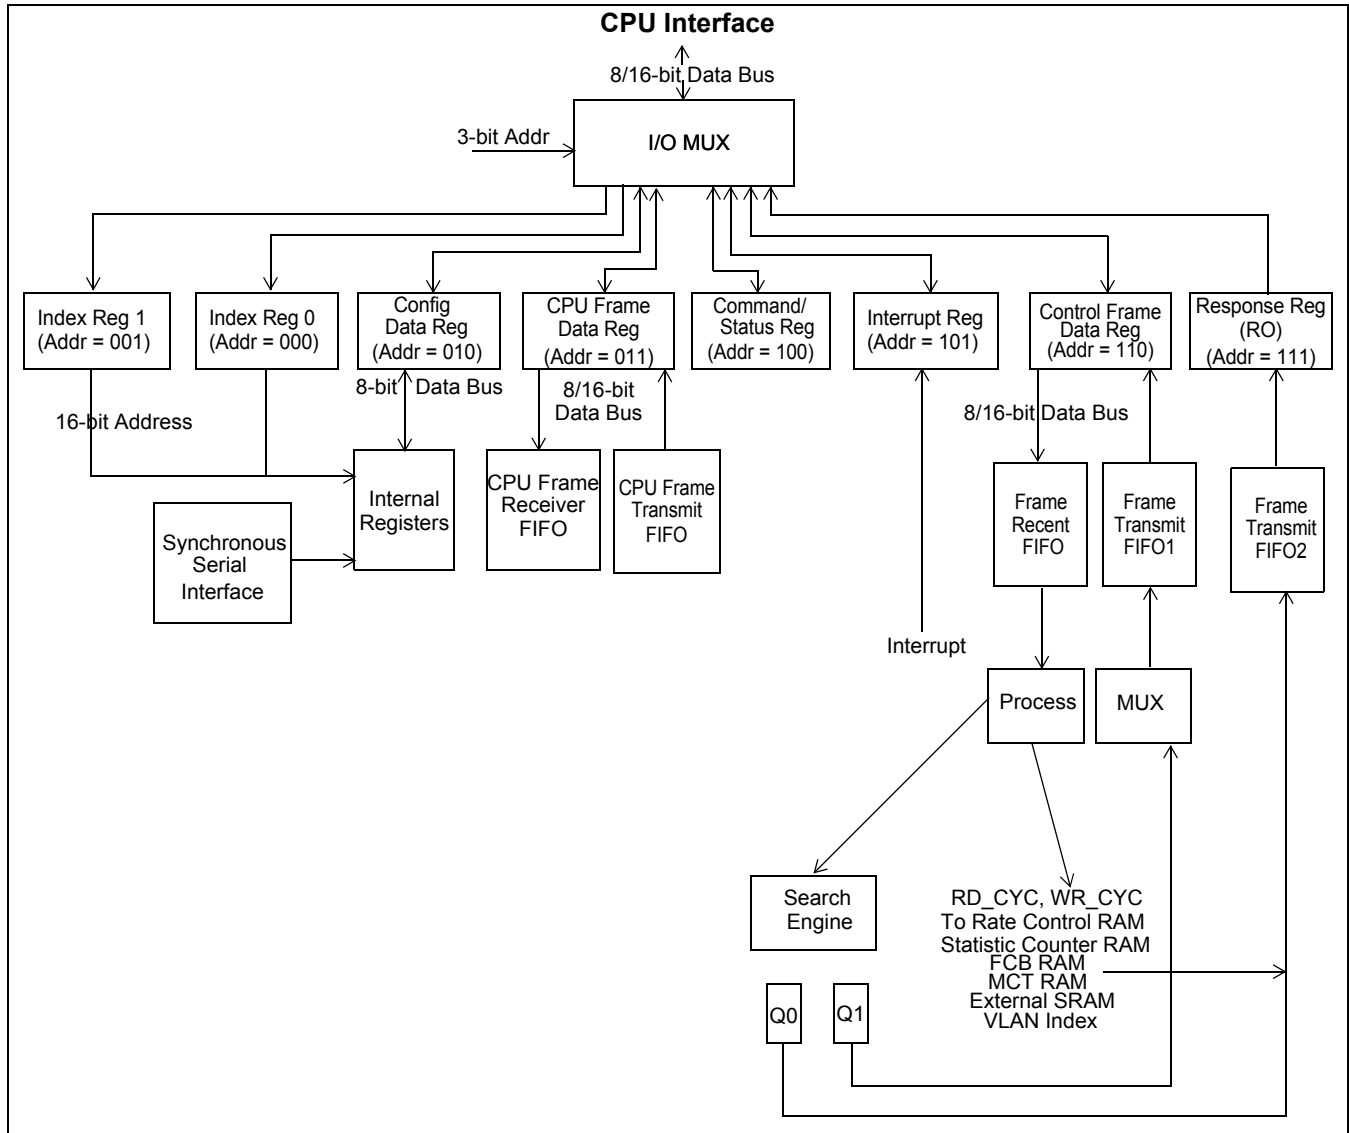 CPU Interface
8/16-bit Data Bus
3-bit Addr
I/O MUX
Index Reg 1
(Addr = 001)
Index Reg 0
(Addr = 000)
Config
Data Reg
(Addr = 010)
CPU Frame
Data Reg
(Addr = 011)
Command/
Status Reg
(Addr = 100)
Interrupt Reg
(Addr = 101)
Control Frame
Data Reg
(Addr = 110)
Response Reg
(RO)
(Addr = 111)
16-bit Address
8-bit Data Bus
8/16-bit
Data Bus
8/16-bit Data Bus
Synchronous
Serial
Interface
Internal
Registers
CPU Frame
Receiver
FIFO
CPU Frame
Transmit
FIFO
Frame
Recent
FIFO
Frame
Transmit
FIFO1
Frame
Transmit
FIFO2
Interrupt
Process
MUX
Search
Engine
RD_CYC, WR_CYC
To Rate Control RAM
Statistic Counter RAM
FCB RAM
MCT RAM
External SRAM
VLAN Index
Q0
Q1